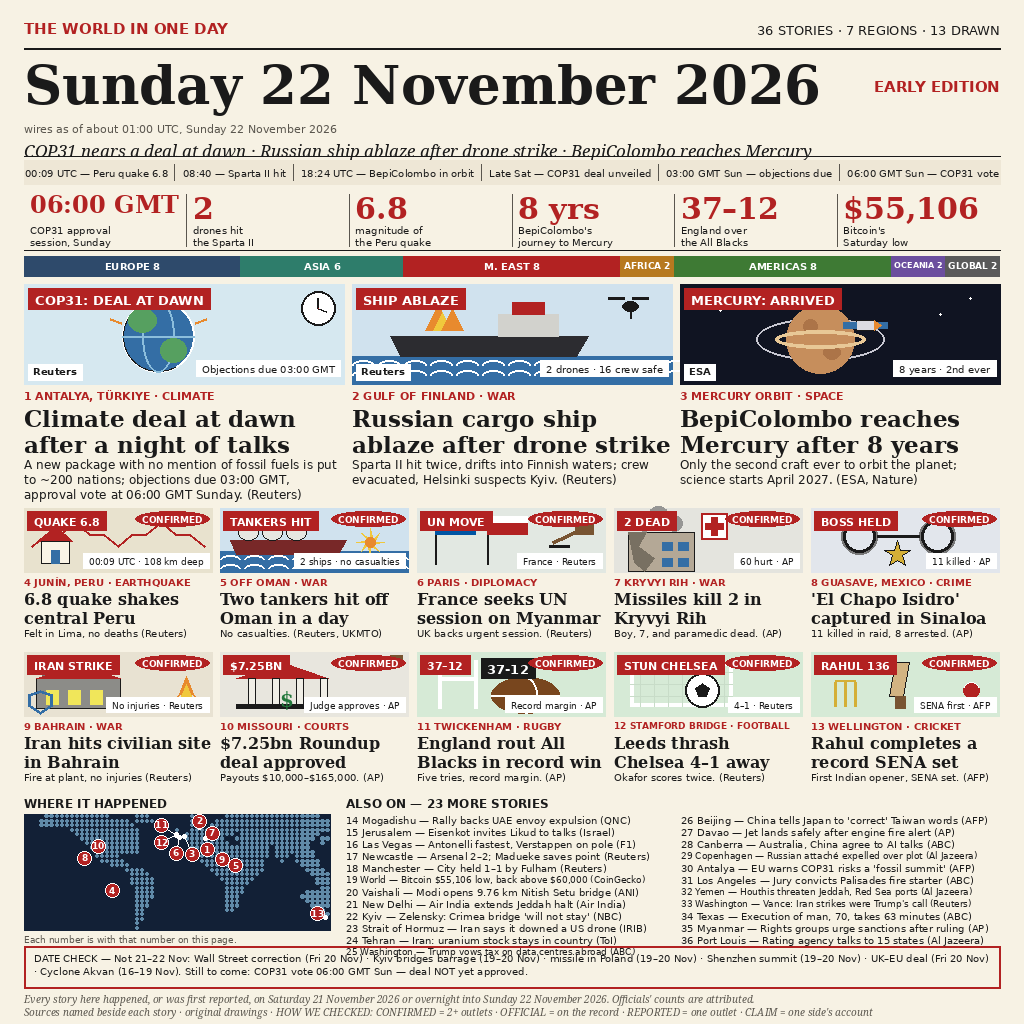 THE WORLD IN ONE DAY
36 STORIES · 7 REGIONS · 13 DRAWN
Sunday 22 November 2026
EARLY EDITION
wires as of about 01:00 UTC, Sunday 22 November 2026
COP31 nears a deal at dawn · Russian ship ablaze after drone strike · BepiColombo reaches Mercury
00:09 UTC — Peru quake 6.8
08:40 — Sparta II hit
18:24 UTC — BepiColombo in orbit
Late Sat — COP31 deal unveiled
03:00 GMT Sun — objections due
06:00 GMT Sun — COP31 vote
06:00 GMT
COP31 approval
session, Sunday
2
drones hit
the Sparta II
6.8
magnitude of
the Peru quake
8 yrs
BepiColombo's
journey to Mercury
37–12
England over
the All Blacks
$55,106
Bitcoin's
Saturday low
EUROPE 8
ASIA 6
M. EAST 8
AFRICA 2
AMERICAS 8
OCEANIA 2
GLOBAL 2
COP31: DEAL AT DAWN
Reuters
Objections due 03:00 GMT
1 ANTALYA, TÜRKIYE · CLIMATE
Climate deal at dawn
after a night of talks
A new package with no mention of fossil fuels is put
to ~200 nations; objections due 03:00 GMT,
approval vote at 06:00 GMT Sunday. (Reuters)
SHIP ABLAZE
Reuters
2 drones · 16 crew safe
2 GULF OF FINLAND · WAR
Russian cargo ship
ablaze after drone strike
Sparta II hit twice, drifts into Finnish waters; crew
evacuated, Helsinki suspects Kyiv. (Reuters)
MERCURY: ARRIVED
ESA
8 years · 2nd ever
3 MERCURY ORBIT · SPACE
BepiColombo reaches
Mercury after 8 years
Only the second craft ever to orbit the planet;
science starts April 2027. (ESA, Nature)
QUAKE 6.8
CONFIRMED
00:09 UTC · 108 km deep
4 JUNÍN, PERU · EARTHQUAKE
6.8 quake shakes
central Peru
Felt in Lima, no deaths (Reuters)
TANKERS HIT
CONFIRMED
2 ships · no casualties
5 OFF OMAN · WAR
Two tankers hit off
Oman in a day
No casualties. (Reuters, UKMTO)
UN MOVE
CONFIRMED
France · Reuters
6 PARIS · DIPLOMACY
France seeks UN
session on Myanmar
UK backs urgent session. (Reuters)
2 DEAD
CONFIRMED
60 hurt · AP
7 KRYVYI RIH · WAR
Missiles kill 2 in
Kryvyi Rih
Boy, 7, and paramedic dead. (AP)
BOSS HELD
CONFIRMED
11 killed · AP
8 GUASAVE, MEXICO · CRIME
'El Chapo Isidro'
captured in Sinaloa
11 killed in raid, 8 arrested. (AP)
IRAN STRIKE
CONFIRMED
No injuries · Reuters
9 BAHRAIN · WAR
Iran hits civilian site
in Bahrain
Fire at plant, no injuries (Reuters)
$7.25BN
CONFIRMED
$
Judge approves · AP
10 MISSOURI · COURTS
$7.25bn Roundup
deal approved
Payouts $10,000–$165,000. (AP)
37–12
37-12
CONFIRMED
Record margin · AP
11 TWICKENHAM · RUGBY
England rout All
Blacks in record win
Five tries, record margin. (AP)
STUN CHELSEA
CONFIRMED
4–1 · Reuters
12 STAMFORD BRIDGE · FOOTBALL
Leeds thrash
Chelsea 4–1 away
Okafor scores twice. (Reuters)
RAHUL 136
CONFIRMED
SENA first · AFP
13 WELLINGTON · CRICKET
Rahul completes a
record SENA set
First Indian opener, SENA set. (AFP)
WHERE IT HAPPENED
11
2
7
10
12
6
3
1
8
9
5
4
13
Each number is with that number on this page.
ALSO ON — 23 MORE STORIES
14 Mogadishu — Rally backs UAE envoy expulsion (QNC)
15 Jerusalem — Eisenkot invites Likud to talks (Israel)
16 Las Vegas — Antonelli fastest, Verstappen on pole (F1)
17 Newcastle — Arsenal 2–2; Madueke saves point (Reuters)
18 Manchester — City held 1–1 by Fulham (Reuters)
19 World — Bitcoin $55,106 low, back above $60,000 (CoinGecko)
20 Vaishali — Modi opens 9.76 km Nitish Setu bridge (ANI)
21 New Delhi — Air India extends Jeddah halt (Air India)
22 Kyiv — Zelensky: Crimea bridge 'will not stay' (NBC)
23 Strait of Hormuz — Iran says it downed a US drone (IRIB)
24 Tehran — Iran: uranium stock stays in country (ToI)
25 Washington — Trump vows tax on data centres abroad (ABC)
26 Beijing — China tells Japan to 'correct' Taiwan words (AFP)
27 Davao — Jet lands safely after engine fire alert (AP)
28 Canberra — Australia, China agree to AI talks (ABC)
29 Copenhagen — Russian attaché expelled over plot (Al Jazeera)
30 Antalya — EU warns COP31 risks a 'fossil summit' (AFP)
31 Los Angeles — Jury convicts Palisades fire starter (ABC)
32 Yemen — Houthis threaten Jeddah, Red Sea ports (Al Jazeera)
33 Washington — Vance: Iran strikes were Trump's call (Reuters)
34 Texas — Execution of man, 70, takes 63 minutes (ABC)
35 Myanmar — Rights groups urge sanctions after ruling (AP)
36 Port Louis — Rating agency talks to 15 states (Al Jazeera)
DATE CHECK — Not 21–22 Nov: Wall Street correction (Fri 20 Nov) · Kyiv bridges barrage (19–20 Nov) · missile in Poland (19–20 Nov) · Shenzhen summit (19–20 Nov) · UK–EU deal (Fri 20 Nov)
· Cyclone Akvan (16–19 Nov). Still to come: COP31 vote 06:00 GMT Sun — deal NOT yet approved.
Every story here happened, or was first reported, on Saturday 21 November 2026 or overnight into Sunday 22 November 2026. Officials' counts are attributed.
Sources named beside each story · original drawings · HOW WE CHECKED: CONFIRMED = 2+ outlets · OFFICIAL = on the record · REPORTED = one outlet · CLAIM = one side's account